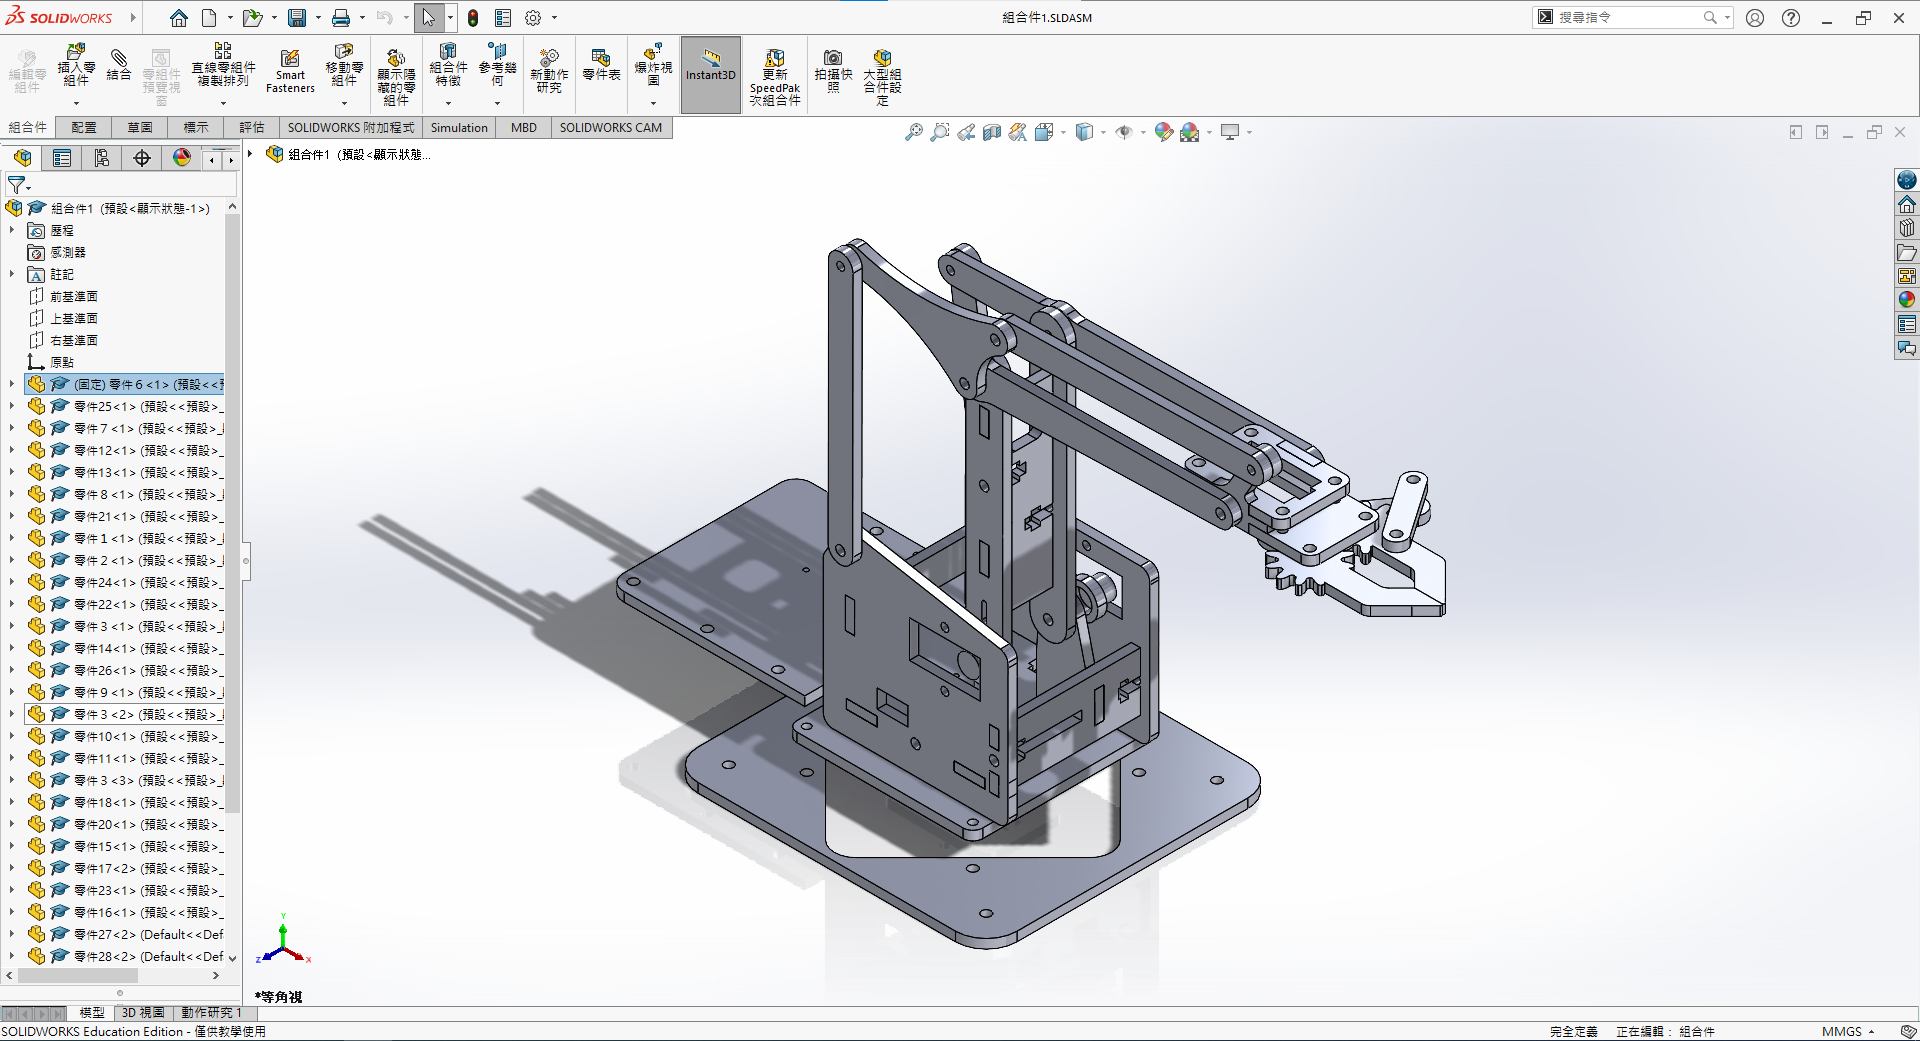 SOLIDWORKS
組合件1.SLDASM
搜尋指令
編輯零組件
插入零組件
結合
零組件預覽視窗
直線零組件複製排列
Smart Fasteners
移動零組件
顯示隱藏的零組件
組合件特徵
參考幾何
新動作研究
零件表
爆炸視圖
Instant3D
更新 SpeedPak 次組合件
拍攝快照
大型組合件設定
組合件 配置 草圖 標示 評估 SOLIDWORKS 附加程式 Simulation MBD SOLIDWORKS CAM
組合件1 (預設<顯示狀態...
組合件1 (預設<顯示狀態-1>)
歷程
感測器
註記
前基準面
上基準面
右基準面
原點
(固定) 零件6<1> (預設<<預
零件25<1> (預設<<預設>_
零件7<1> (預設<<預設>_
零件12<1> (預設<<預設>_
零件13<1> (預設<<預設>_
零件8<1> (預設<<預設>_
零件21<1> (預設<<預設>_
零件1<1> (預設<<預設>_
零件2<1> (預設<<預設>_
零件24<1> (預設<<預設>_
零件22<1> (預設<<預設>_
零件3<1> (預設<<預設>_
零件14<1> (預設<<預設>_
零件26<1> (預設<<預設>_
零件9<1> (預設<<預設>_
零件3<2> (預設<<預設>_
零件10<1> (預設<<預設>_
零件11<1> (預設<<預設>_
零件3<3> (預設<<預設>_
零件18<1> (預設<<預設>_
零件20<1> (預設<<預設>_
零件15<1> (預設<<預設>_
零件17<2> (預設<<預設>_
零件23<1> (預設<<預設>_
零件16<1> (預設<<預設>_
零件27<2> (Default<<Def
零件28<2> (Default<<Def
Y
Z X
*等角視
模型 3D 視圖 動作研究 1
SOLIDWORKS Education Edition - 僅供教學使用
完全定義 正在編輯： 組合件 MMGS